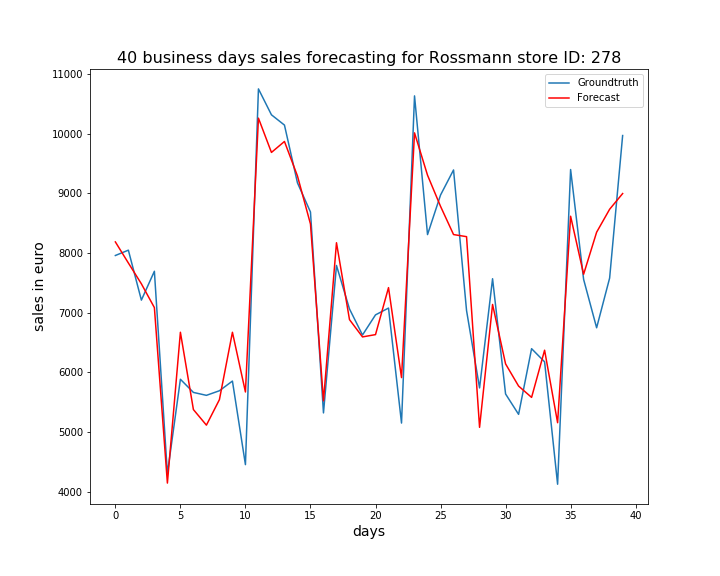 40 business days sales forecasting for Rossmann store ID: 278
Groundtruth
Forecast
11000
10000
9000
8000
7000
6000
5000
4000
sales in euro
0 5 10 15 20 25 30 35 40
days